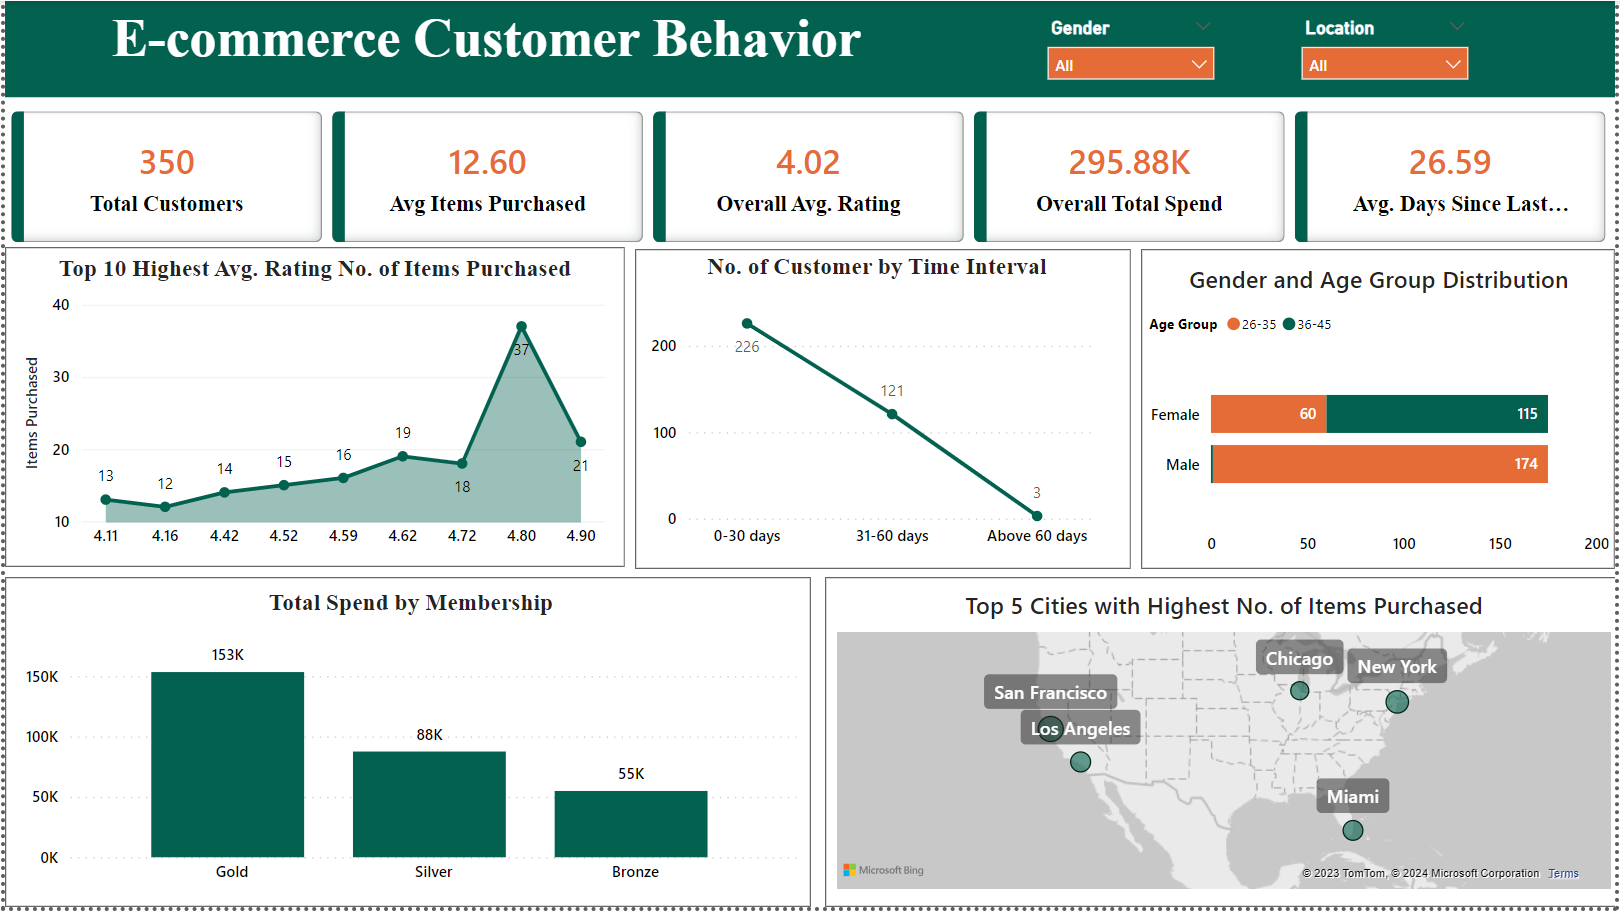 E-commerce Customer Behavior
Gender
All
Location
All
350
Total Customers
12.60
Avg Items Purchased
4.02
Overall Avg. Rating
295.88K
Overall Total Spend
26.59
Avg. Days Since Last...
Top 10 Highest Avg. Rating No. of Items Purchased
Items Purchased
40
30
20
10
13
12
14
15
16
19
18
37
21
4.11
4.16
4.42
4.52
4.59
4.62
4.72
4.80
4.90
No. of Customer by Time Interval
200
100
0
226
121
3
0-30 days
31-60 days
Above 60 days
Gender and Age Group Distribution
Age Group 26-35 36-45
Female 60 115
Male 174
0 50 100 150 200
Total Spend by Membership
150K
100K
50K
0K
153K
88K
55K
Gold
Silver
Bronze
Top 5 Cities with Highest No. of Items Purchased
Chicago
New York
San Francisco
Los Angeles
Miami
Microsoft Bing
© 2023 TomTom, © 2024 Microsoft Corporation Terms